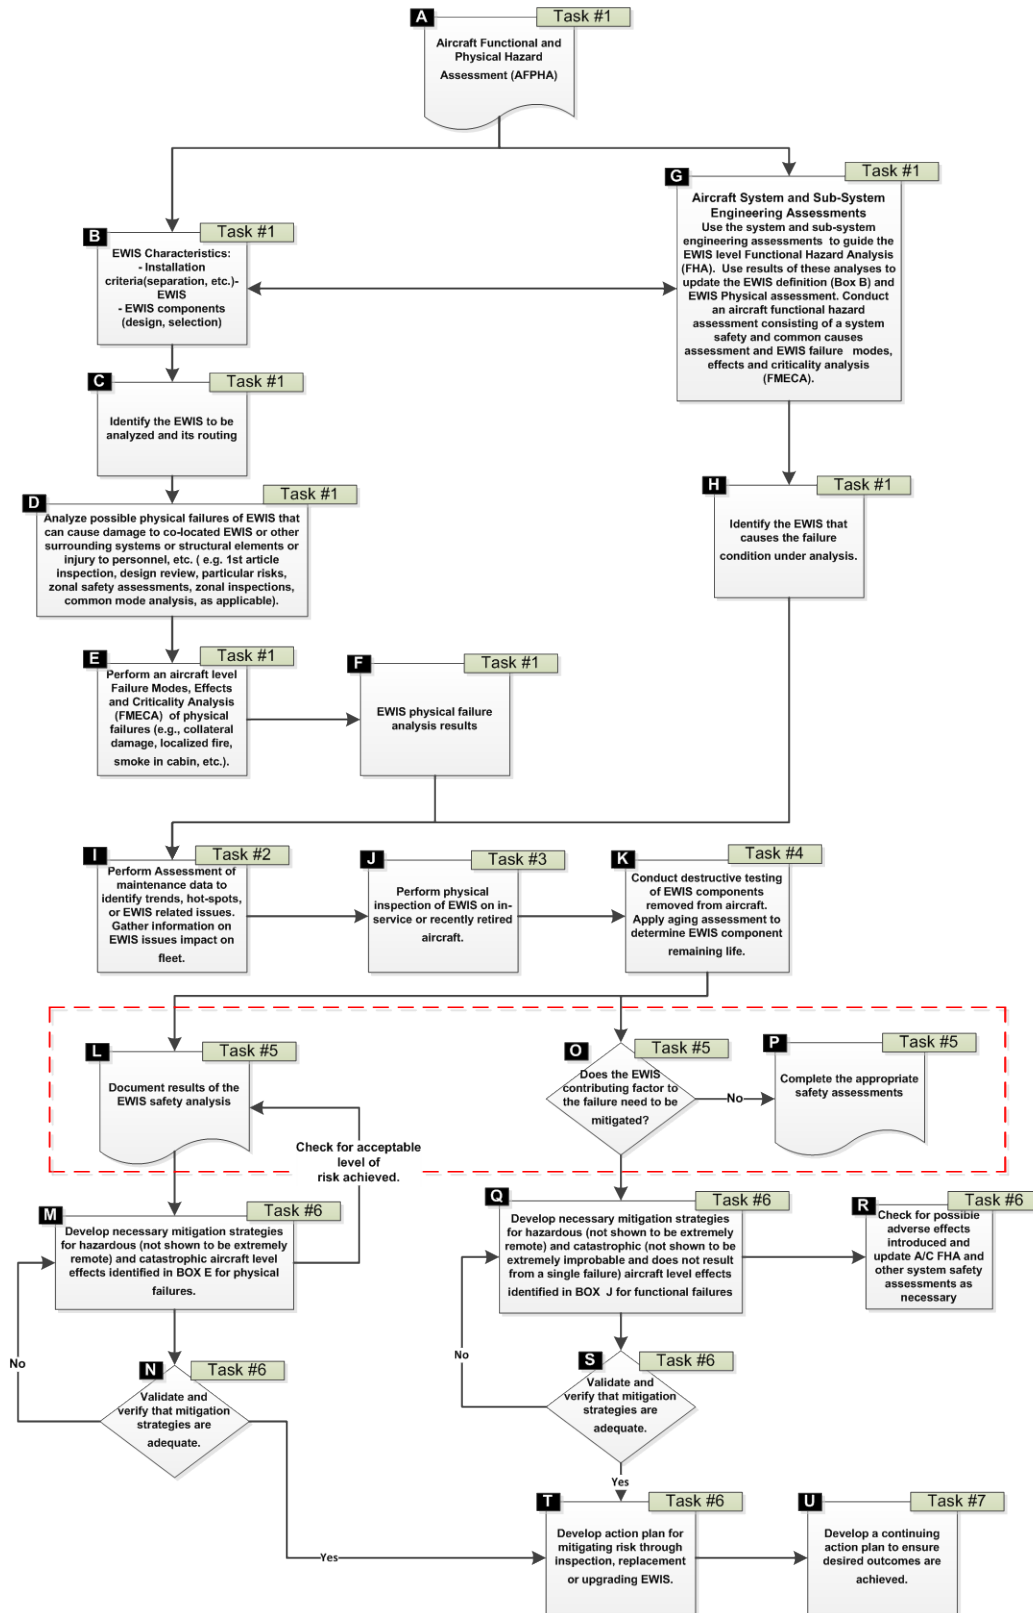 A
Task #1
Aircraft Functional and
Physical Hazard
Assessment (AFPHA)
B
Task #1
EWIS Characteristics:
- Installation
criteria(separation, etc.)-
EWIS
- EWIS components
(design, selection)
G
Task #1
Aircraft System and Sub-System
Engineering Assessments
Use the system and sub-system
engineering assessments to guide the
EWIS level Functional Hazard Analysis
(FHA). Use results of these analyses to
update the EWIS definition (Box B) and
EWIS Physical assessment. Conduct
an aircraft functional hazard
assessment consisting of a system
safety and common causes
assessment and EWIS failure modes,
effects and criticality analysis
(FMECA).
C
Task #1
Identify the EWIS to be
analyzed and its routing
D
Task #1
Analyze possible physical failures of EWIS that
can cause damage to co-located EWIS or other
surrounding systems or structural elements or
injury to personnel, etc. ( e.g. 1st article
inspection, design review, particular risks,
zonal safety assessments, zonal inspections,
common mode analysis, as applicable).
H
Task #1
Identify the EWIS that
causes the failure
condition under analysis.
E
Task #1
Perform an aircraft level
Failure Modes, Effects
and Criticality Analysis
(FMECA) of physical
failures (e.g., collateral
damage, localized fire,
smoke in cabin, etc.).
F
Task #1
EWIS physical failure
analysis results
I
Task #2
Perform Assessment of
maintenance data to
identify trends, hot-spots,
or EWIS related issues.
Gather information on
EWIS issues impact on
fleet.
J
Task #3
Perform physical
inspection of EWIS on in-
service or recently retired
aircraft.
K
Task #4
Conduct destructive testing
of EWIS components
removed from aircraft.
Apply aging assessment to
determine EWIS component
remaining life.
L
Task #5
Document results of the
EWIS safety analysis
O
Task #5
Does the EWIS
contributing factor to
the failure need to be
mitigated?
No
P
Task #5
Complete the appropriate
safety assessments
Check for acceptable
level of
risk achieved.
M
Task #6
Develop necessary mitigation strategies
for hazardous (not shown to be extremely
remote) and catastrophic aircraft level
effects identified in BOX E for physical
failures.
Q
Task #6
Develop necessary mitigation strategies for
hazardous (not shown to be extremely
remote) and catastrophic (not shown to be
extremely improbable and does not result
from a single failure) aircraft level effects
identified in BOX J for functional failures
R
Task #6
Check for possible
adverse effects
introduced and
update A/C FHA and
other system safety
assessments as
necessary
No
N
Task #6
Validate and
verify that mitigation
strategies are
adequate.
No
S
Task #6
Validate and
verify that mitigation
strategies are
adequate.
Yes
Yes
T
Task #6
Develop action plan for
mitigating risk through
inspection, replacement
or upgrading EWIS.
U
Task #7
Develop a continuing
action plan to ensure
desired outcomes are
achieved.